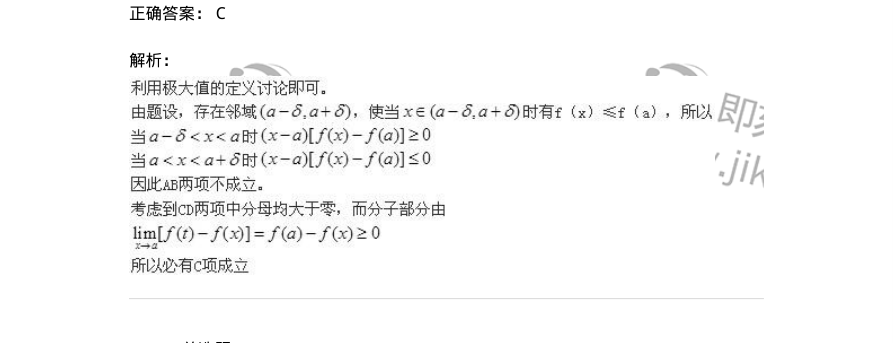 正确答案: C
解析:
利用极大值的定义讨论即可。
由题设，存在邻域(a−δ,a+δ)，使当x∈(a−δ,a+δ)时有f（x）≤f（a），所以
当a−δ<x<a时(x−a)[f(x)−f(a)]≥0
当a<x<a+δ时(x−a)[f(x)−f(a)]≤0
因此AB两项不成立。
考虑到CD两项中分母均大于零，而分子部分由
lim[f(t)−f(x)]=f(a)−f(x)≥0
x→a
所以必有C项成立
即
.jik